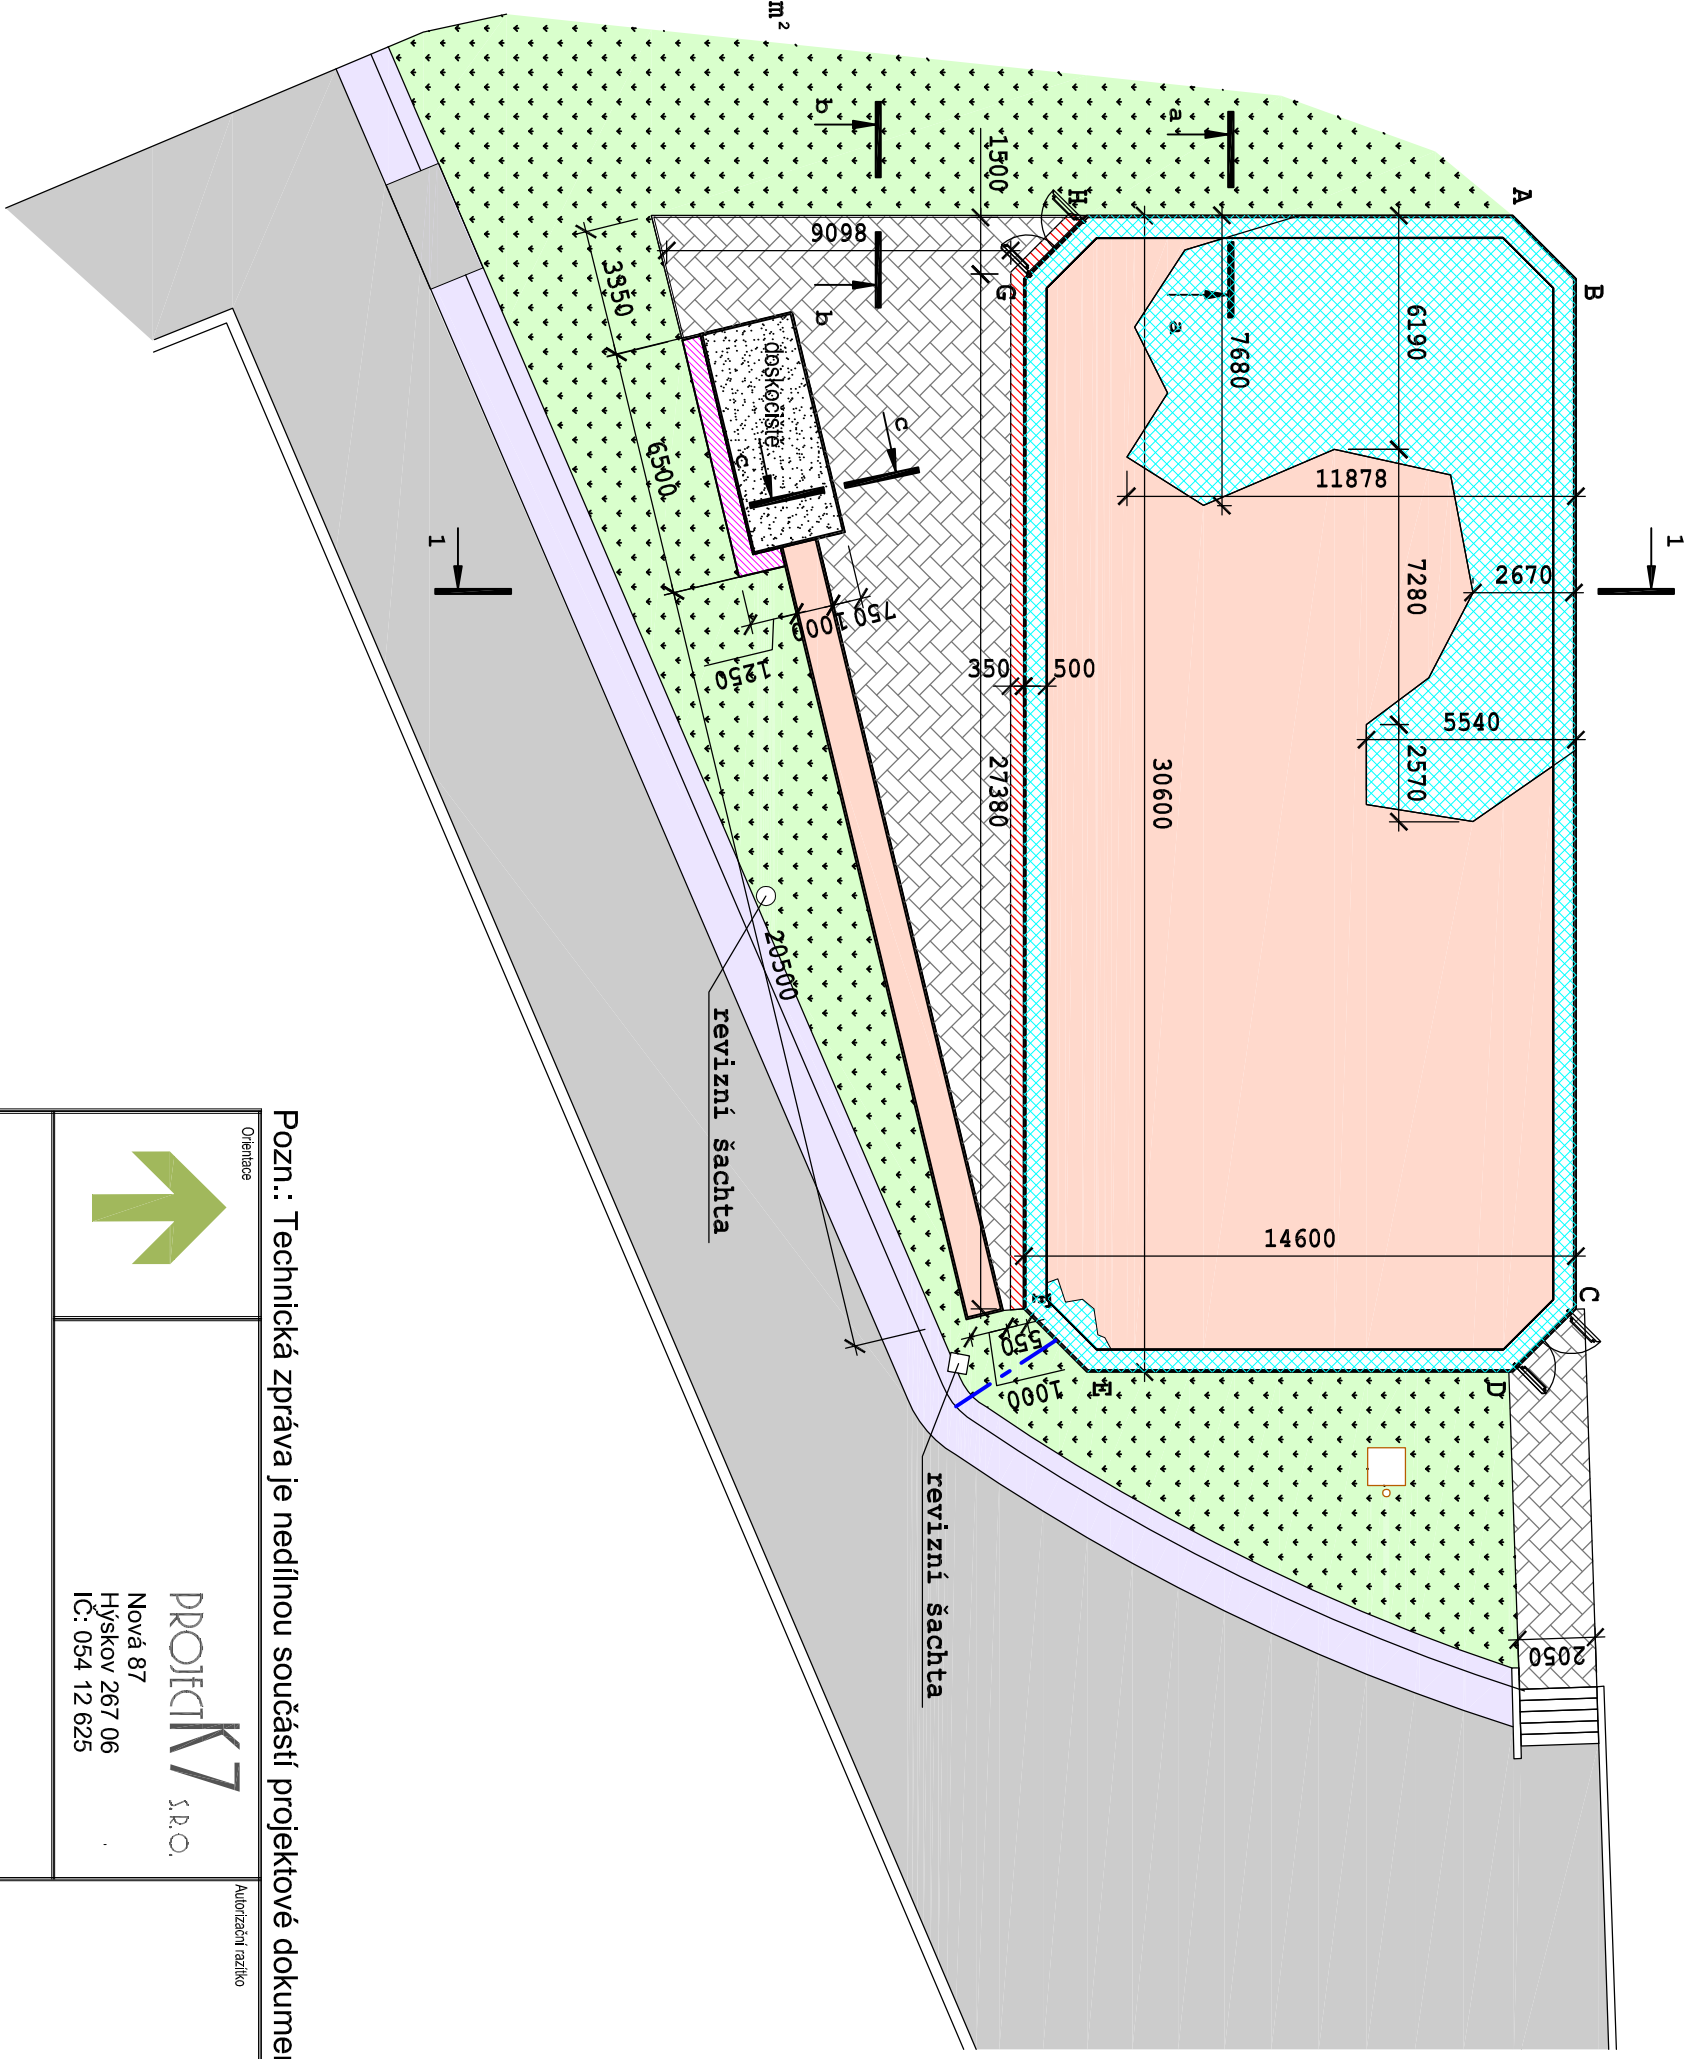 m²
b
b
a
a
A
B
H
G
1500
9098
3350
6190
7680
doskočiště
c
c
6500
11878
1
1
7280
2670
750
1000
1250
350
500
5540
2570
27380
30600
20500
revizní šachta
14600
C
F
550
1000
E
D
revizní šachta
2050
Pozn.: Technická zpráva je nedílnou součástí projektové dokumen
Orientace
PROJECT K7 S.R.O.
Nová 87
Hýskov 267 06
IČ: 054 12 625
Autorizační razítko